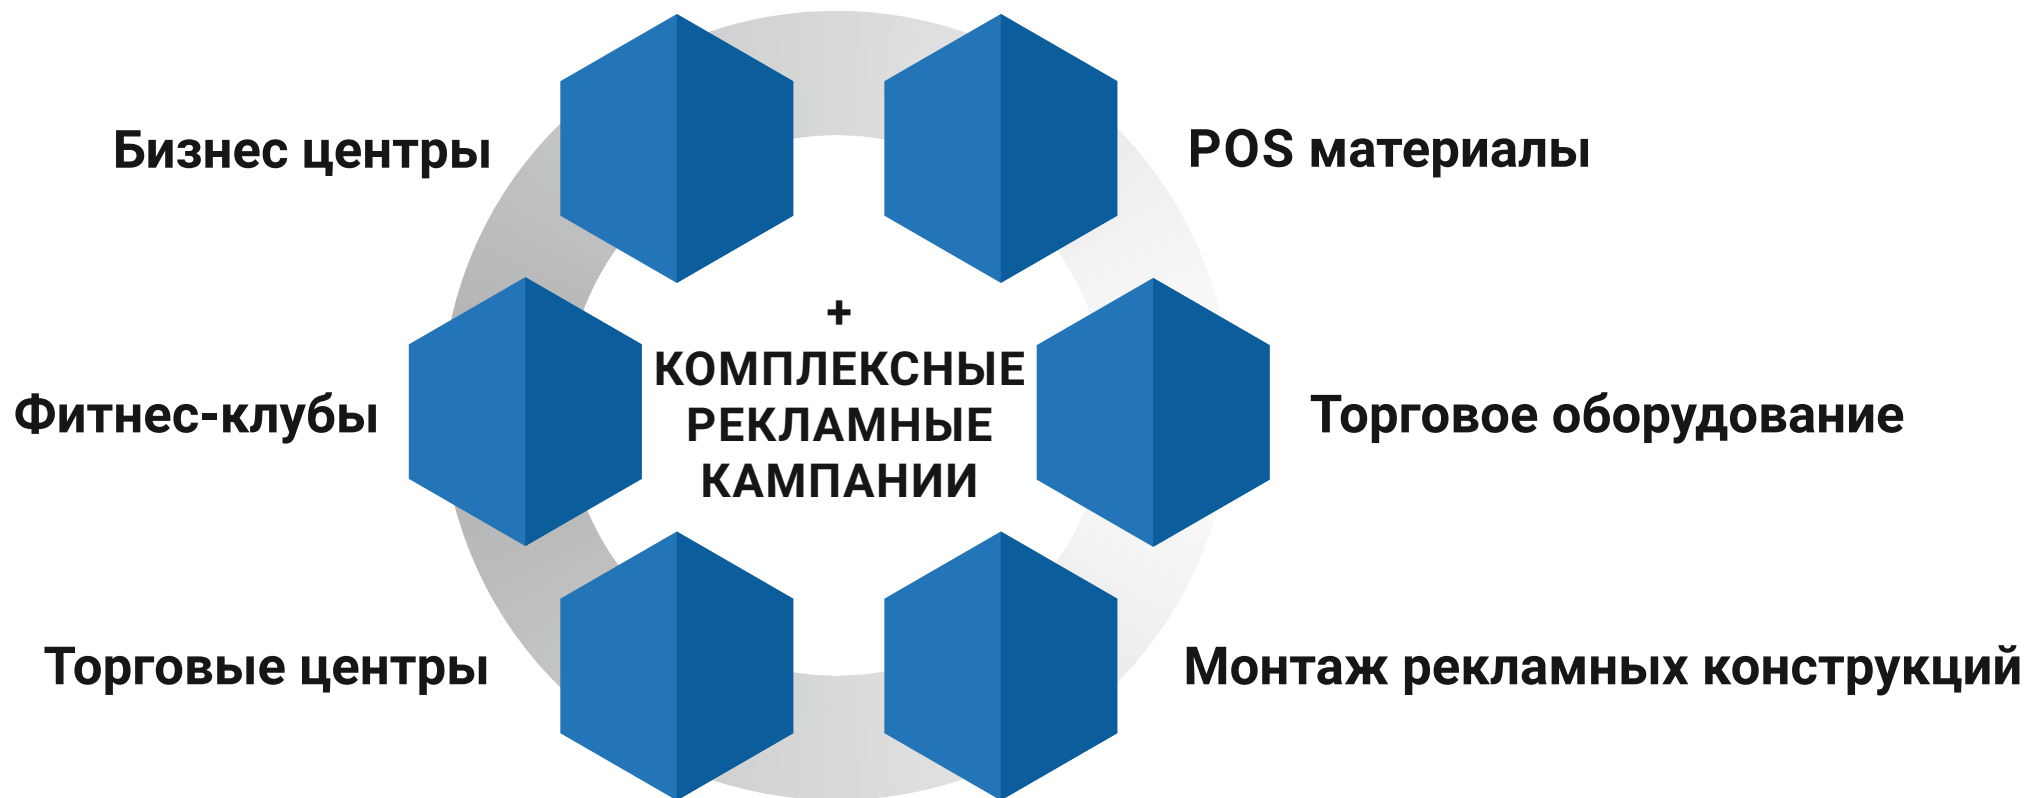 Бизнес центры
POS материалы
+
КОМПЛЕКСНЫЕ
РЕКЛАМНЫЕ
КАМПАНИИ
Фитнес-клубы
Торговое оборудование
Торговые центры
Монтаж рекламных конструкций